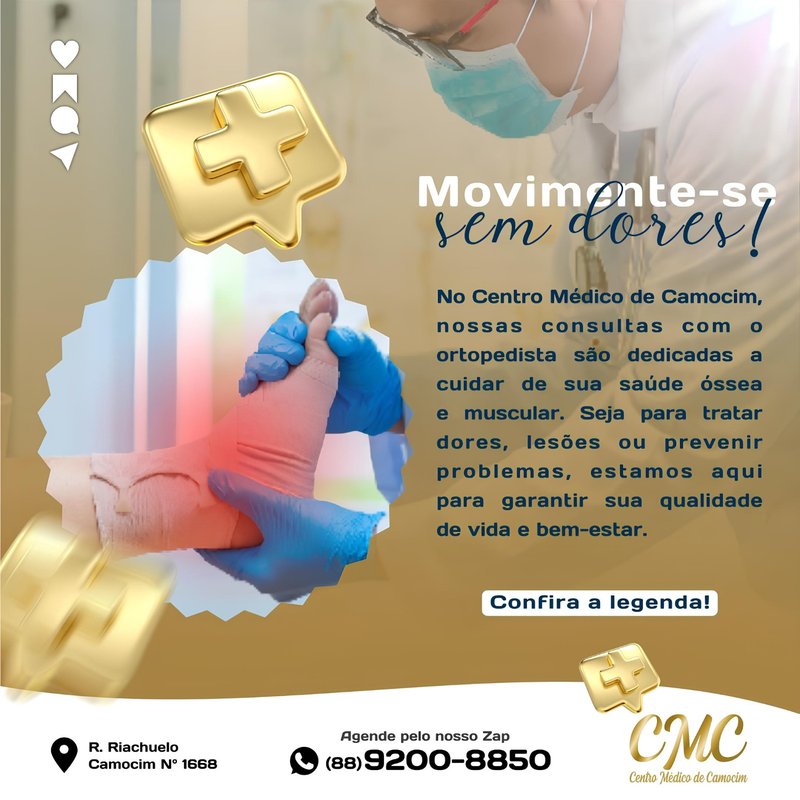 Movimente-se
sem dores!
No Centro Médico de Camocim,
nossas consultas com o
ortopedista são dedicadas a
cuidar de sua saúde óssea
e muscular. Seja para tratar
dores, lesões ou prevenir
problemas, estamos aqui
para garantir sua qualidade
de vida e bem-estar.
Confira a legenda!
R. Riachuelo
Camocim Nº 1668
Agende pelo nosso Zap
(88)9200-8850
CMC
Centro Médico de Camocim